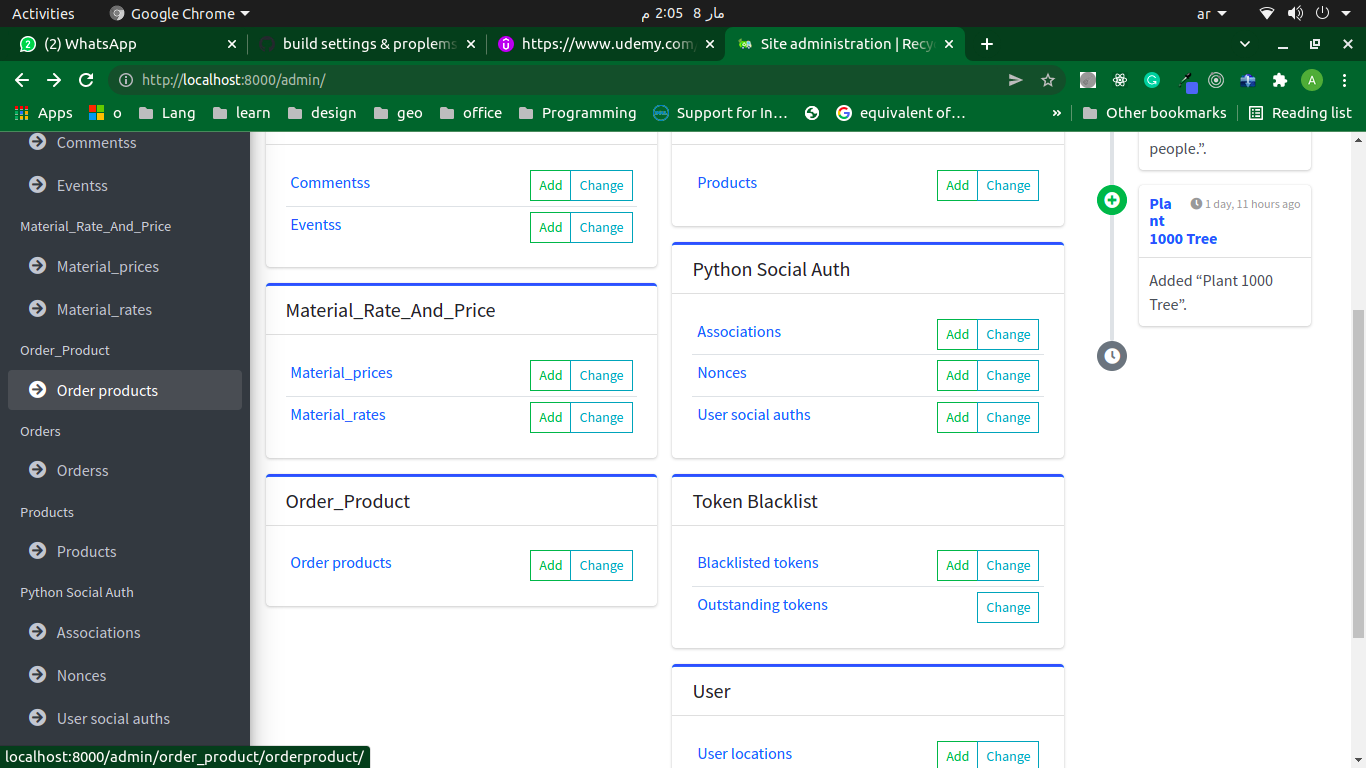 Activities
Google Chrome
مار 8 2:05 م
ar
(2) WhatsApp
build settings & proplems
https://www.udemy.com/
Site administration | Recy
http://localhost:8000/admin/
A
Apps
o
Lang
learn
design
geo
office
Programming
Support for In…
equivalent of…
»
Other bookmarks
Reading list
Commentss
Eventss
Material_Rate_And_Price
Material_prices
Material_rates
Order_Product
Order products
Orders
Orderss
Products
Products
Python Social Auth
Associations
Nonces
User social auths
localhost:8000/admin/order_product/orderproduct/
Commentss Add Change
Eventss Add Change
Material_Rate_And_Price
Material_prices Add Change
Material_rates Add Change
Order_Product
Order products Add Change
Products Add Change
Python Social Auth
Associations Add Change
Nonces Add Change
User social auths Add Change
Token Blacklist
Blacklisted tokens Add Change
Outstanding tokens Change
User
User locations Add Change
people.”.
1 day, 11 hours ago
Pla
nt
1000 Tree
Added “Plant 1000
Tree”.